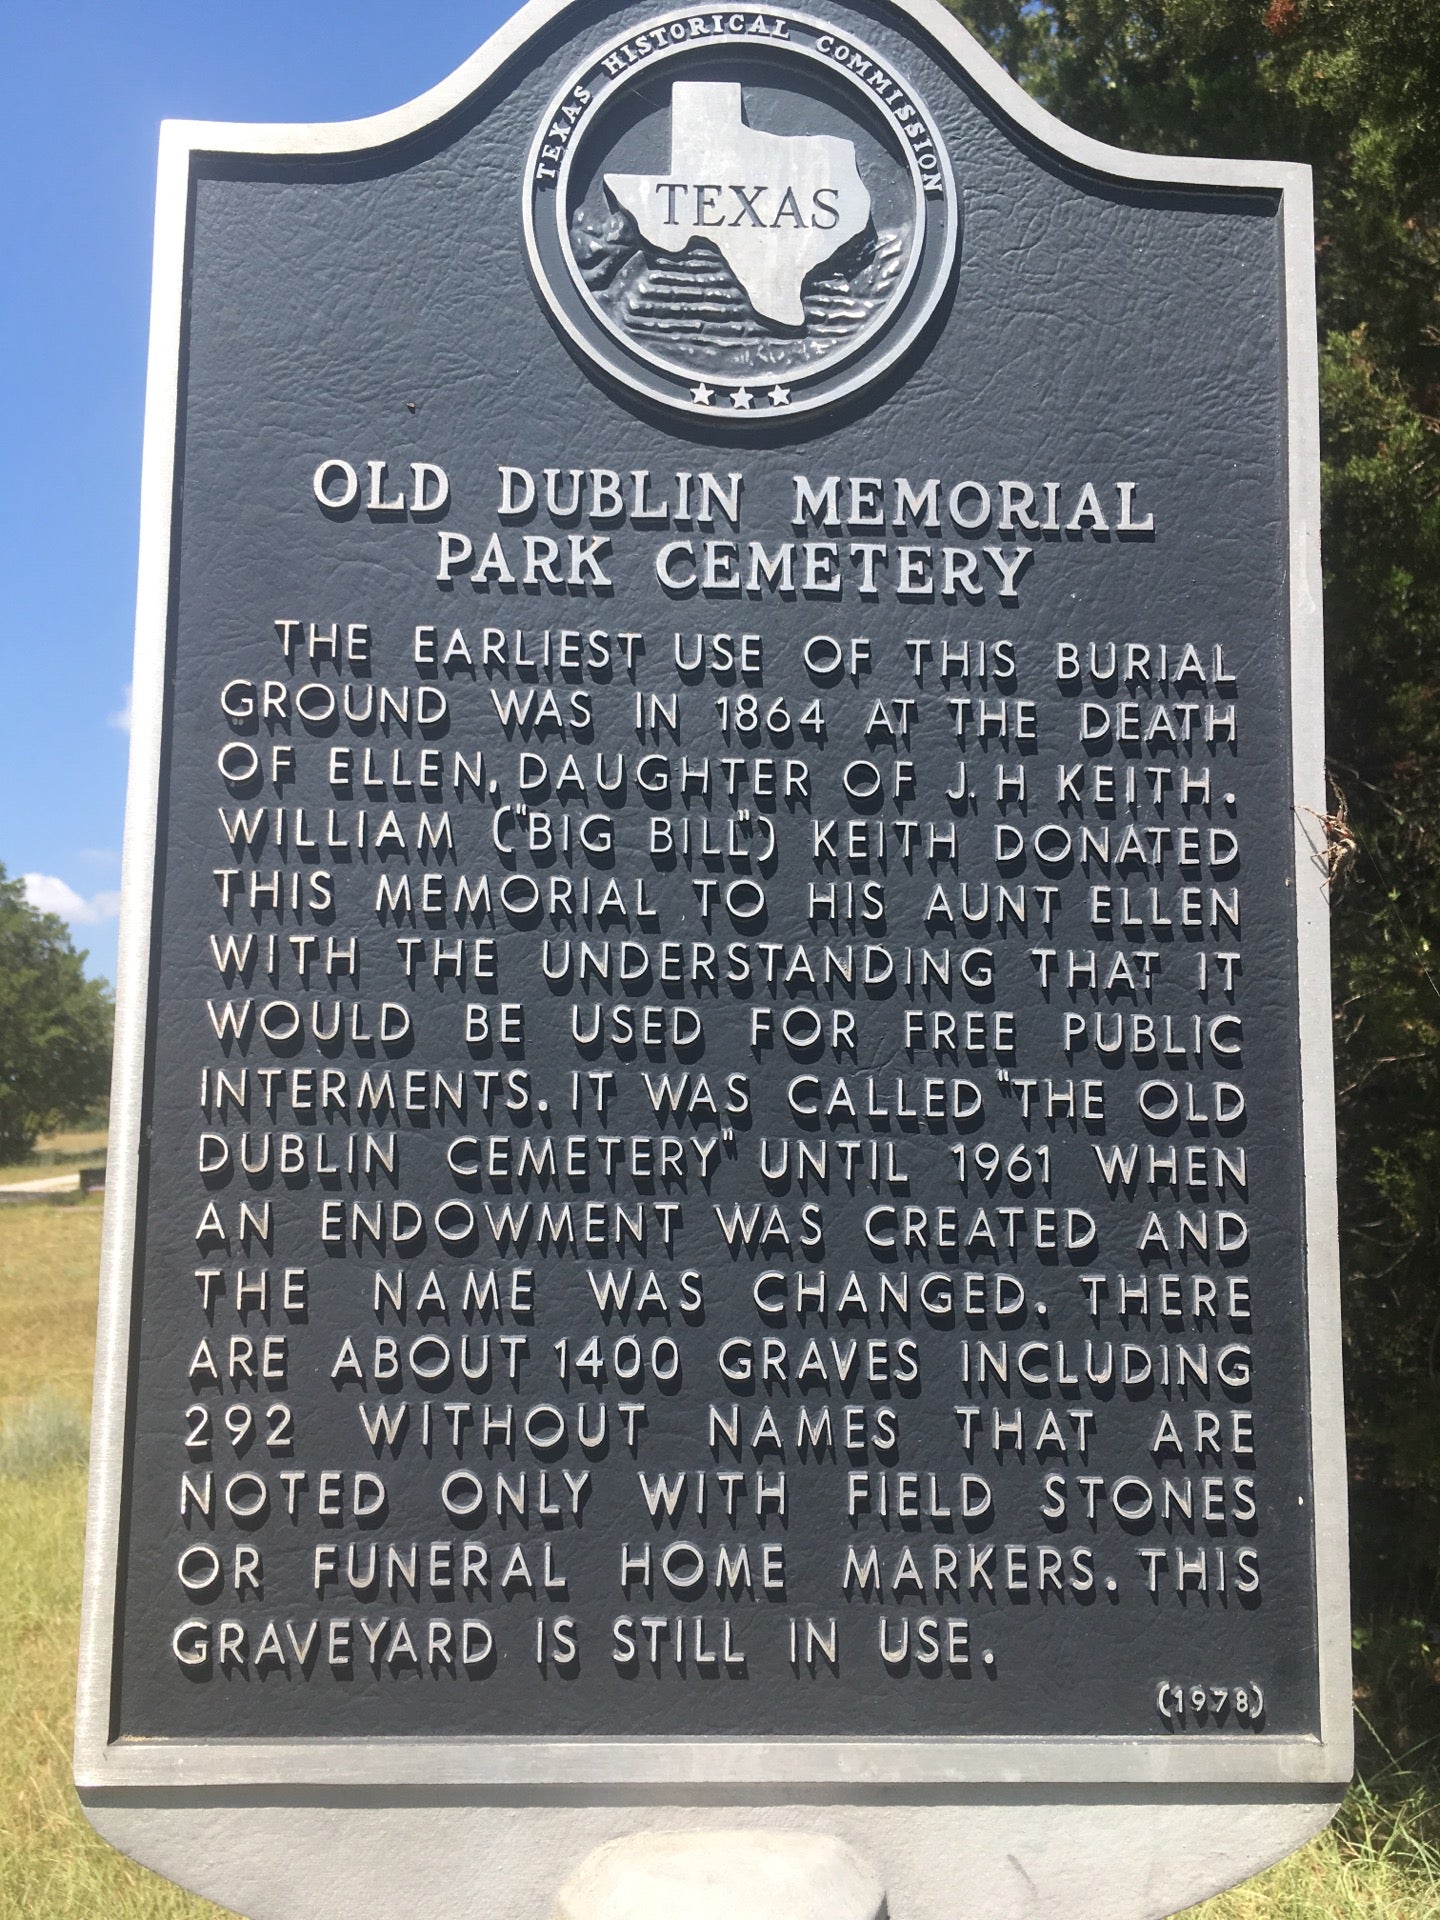 TEXAS HISTORICAL COMMISSION
TEXAS
OLD DUBLIN MEMORIAL
PARK CEMETERY
THE EARLIEST USE OF THIS BURIAL
GROUND WAS IN 1864 AT THE DEATH
OF ELLEN, DAUGHTER OF J. H KEITH.
WILLIAM ("BIG BILL") KEITH DONATED
THIS MEMORIAL TO HIS AUNT ELLEN
WITH THE UNDERSTANDING THAT IT
WOULD BE USED FOR FREE PUBLIC
INTERMENTS. IT WAS CALLED "THE OLD
DUBLIN CEMETERY" UNTIL 1961 WHEN
AN ENDOWMENT WAS CREATED AND
THE NAME WAS CHANGED. THERE
ARE ABOUT 1400 GRAVES INCLUDING
292 WITHOUT NAMES THAT ARE
NOTED ONLY WITH FIELD STONES
OR FUNERAL HOME MARKERS. THIS
GRAVEYARD IS STILL IN USE.
(1978)